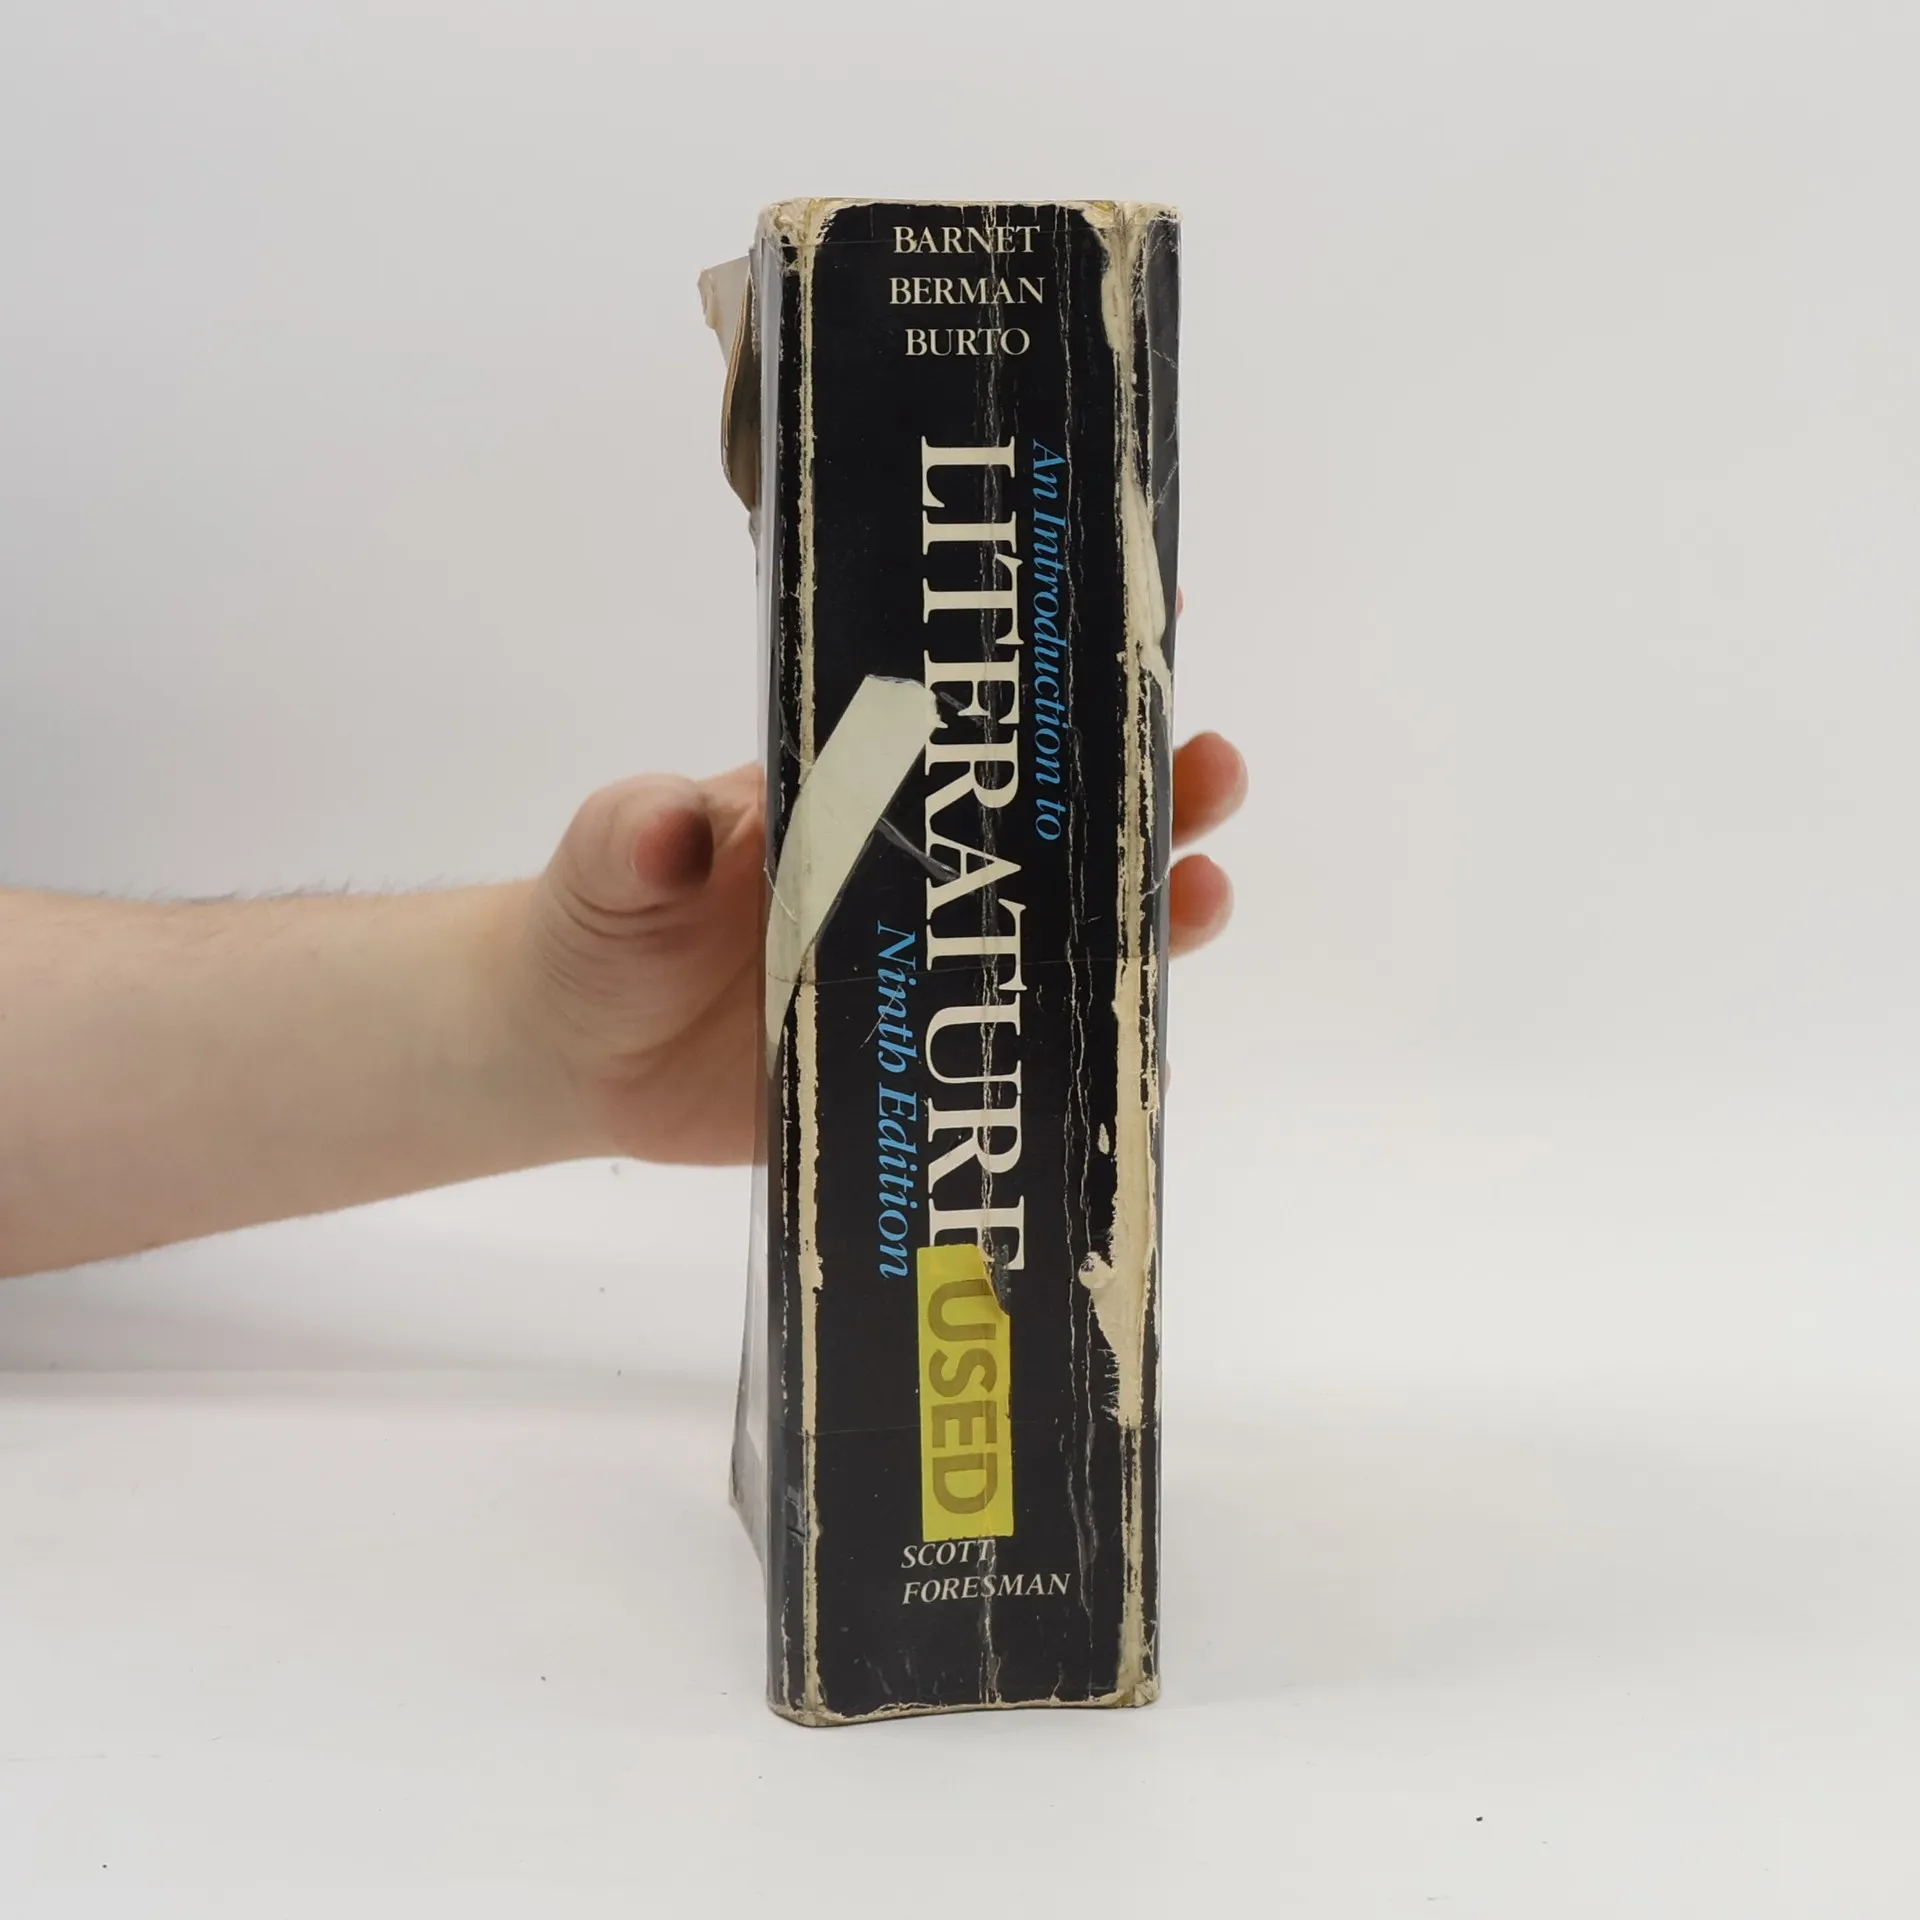 BARNET
BERMAN
BURTO
An Introduction to
LITERATURE
Ninth Edition
USED
SCOTT,
FORESMAN